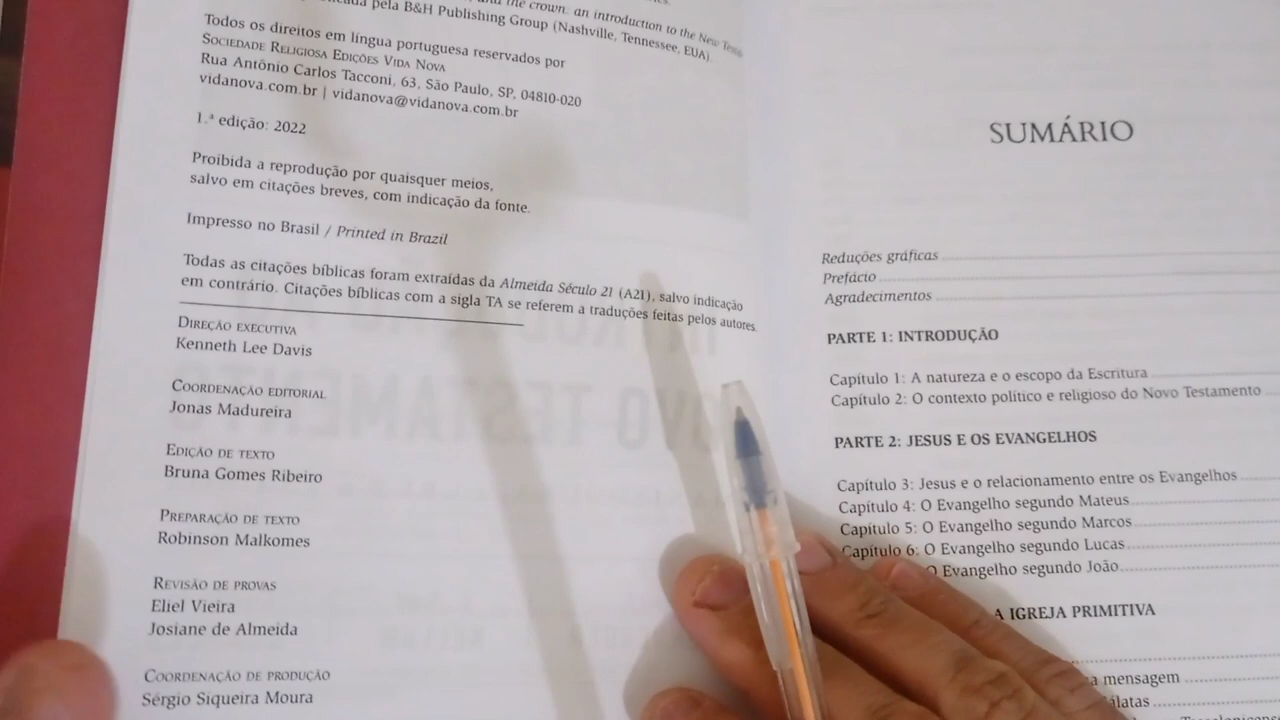 and the crown: an introduction to the New
pela B&H Publishing Group (Nashville, Tennessee, EUA).
Todos os direitos em língua portuguesa reservados por
Sociedade Religiosa Edições Vida Nova
Rua Antônio Carlos Tacconi, 63, São Paulo, SP, 04810-020
vidanova.com.br | vidanova@vidanova.com.br
1.ª edição: 2022
Proibida a reprodução por quaisquer meios,
salvo em citações breves, com indicação da fonte.
Impresso no Brasil / Printed in Brazil
Todas as citações bíblicas foram extraídas da Almeida Século 21 (A21), salvo indicação
em contrário. Citações bíblicas com a sigla TA se referem a traduções feitas pelos autores.
Direção executiva
Kenneth Lee Davis
Coordenação editorial
Jonas Madureira
Edição de texto
Bruna Gomes Ribeiro
Preparação de texto
Robinson Malkomes
Revisão de provas
Eliel Vieira
Josiane de Almeida
Coordenação de produção
Sérgio Siqueira Moura
SUMÁRIO
Reduções gráficas
Prefácio
Agradecimentos
PARTE 1: INTRODUÇÃO
Capítulo 1: A natureza e o escopo da Escritura
Capítulo 2: O contexto político e religioso do Novo Testamento
PARTE 2: JESUS E OS EVANGELHOS
Capítulo 3: Jesus e o relacionamento entre os Evangelhos
Capítulo 4: O Evangelho segundo Mateus
Capítulo 5: O Evangelho segundo Marcos
Capítulo 6: O Evangelho segundo Lucas
O Evangelho segundo João
A IGREJA PRIMITIVA
a mensagem